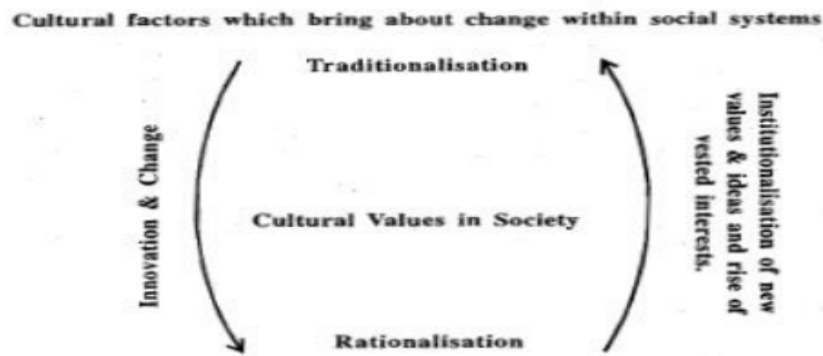 Cultural factors which bring about change within social systems
Traditionalisation
Innovation & Change
Cultural Values in Society
Institutionalisation of new
values & ideas and rise of
vested interests.
Rationalisation